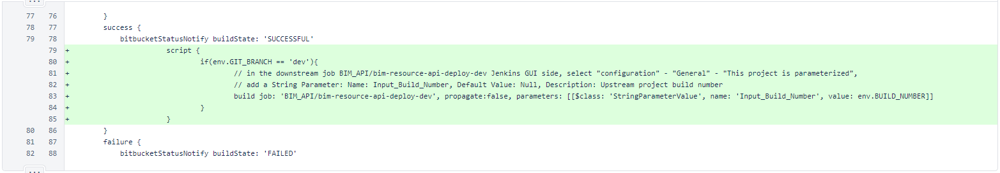 ...
77 76 }
78 77 success {
79 78 bitbucketStatusNotify buildState: 'SUCCESSFUL'
79 + script {
80 + if(env.GIT_BRANCH == 'dev'){
81 + // in the downstream job BIM_API/bim-resource-api-deploy-dev Jenkins GUI side, select "configuration" - "General" - "This project is parameterized",
82 + // add a String Parameter: Name: Input_Build_Number, Default Value: Null, Description: Upstream project build number
83 + build job: 'BIM_API/bim-resource-api-deploy-dev', propagate:false, parameters: [[$class: 'StringParameterValue', name: 'Input_Build_Number', value: env.BUILD_NUMBER]]
84 + }
85 + }
80 86 }
81 87 failure {
82 88 bitbucketStatusNotify buildState: 'FAILED'
...